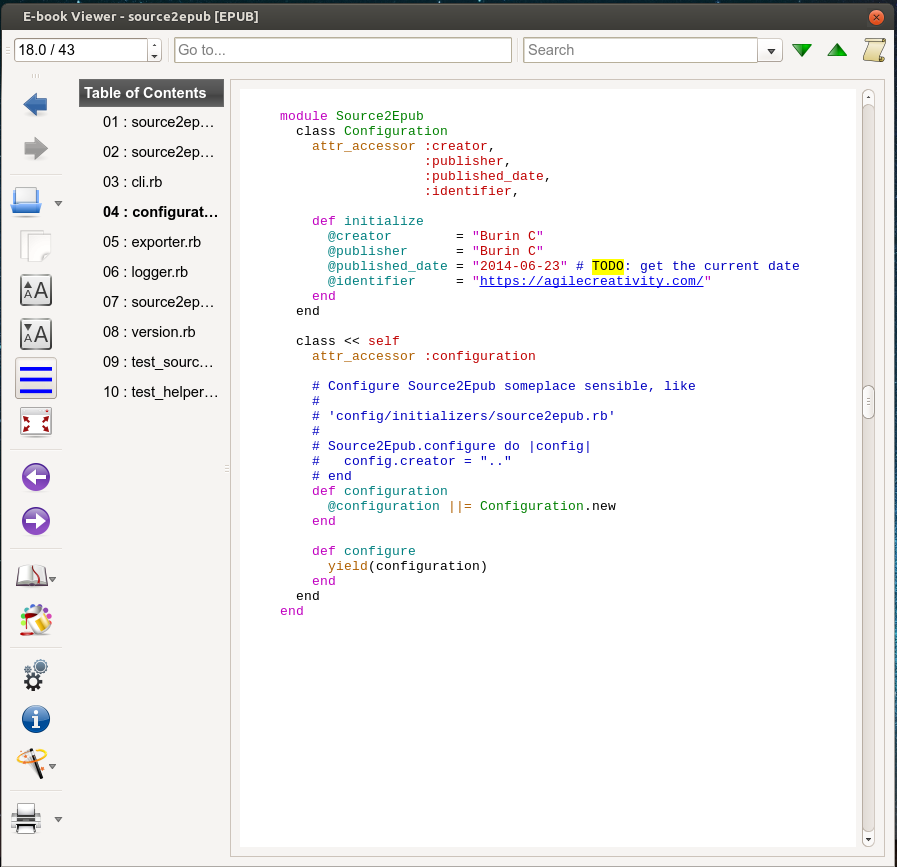 E-book Viewer - source2epub [EPUB]
18.0 / 43
Go to...
Search
Table of Contents
01 : source2ep...
02 : source2ep...
03 : cli.rb
04 : configurat...
05 : exporter.rb
06 : logger.rb
07 : source2ep...
08 : version.rb
09 : test_sourc...
10 : test_helper...
A A
A A
module Source2Epub
  class Configuration
    attr_accessor :creator,
                  :publisher,
                  :published_date,
                  :identifier,
    def initialize
      @creator        = "Burin C"
      @publisher      = "Burin C"
      @published_date = "2014-06-23" # TODO: get the current date
      @identifier     = "https://agilecreativity.com/"
    end
  end
  class << self
    attr_accessor :configuration
    # Configure Source2Epub someplace sensible, like
    #
    # 'config/initializers/source2epub.rb'
    #
    # Source2Epub.configure do |config|
    #   config.creator = ".."
    # end
    def configuration
      @configuration ||= Configuration.new
    end
    def configure
      yield(configuration)
    end
  end
end